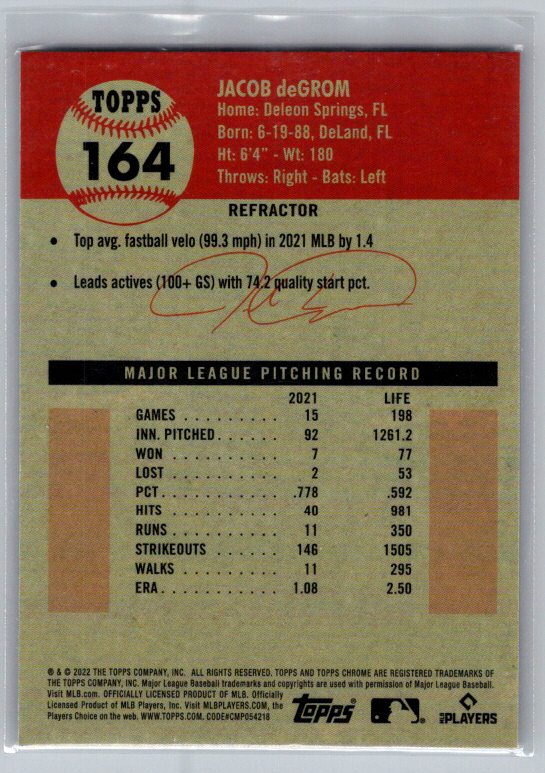 TOPPS
164
JACOB deGROM
Home: Deleon Springs, FL
Born: 6-19-88, DeLand, FL
Ht: 6'4" - Wt: 180
Throws: Right - Bats: Left
REFRACTOR
• Top avg. fastball velo (99.3 mph) in 2021 MLB by 1.4
• Leads actives (100+ GS) with 74.2 quality start pct.
MAJOR LEAGUE PITCHING RECORD
2021 LIFE
GAMES . . . . . . . . . 15 198
INN. PITCHED . . . . . . 92 1261.2
WON . . . . . . . . . . 7 77
LOST . . . . . . . . . . 2 53
PCT. . . . . . . . . . . .778 .592
HITS . . . . . . . . . . 40 981
RUNS . . . . . . . . . . 11 350
STRIKEOUTS . . . . . . 146 1505
WALKS . . . . . . . . . 11 295
ERA . . . . . . . . . . . 1.08 2.50
® & © 2022 THE TOPPS COMPANY, INC. ALL RIGHTS RESERVED. TOPPS AND TOPPS CHROME ARE REGISTERED TRADEMARKS OF
THE TOPPS COMPANY, INC. Major League Baseball trademarks and copyrights are used with permission of Major League Baseball.
Visit MLB.com. OFFICIALLY LICENSED PRODUCT OF MLB. Officially
Licensed Product of MLB Players, Inc. Visit MLBPLAYERS.COM, the
Players Choice on the web. WWW.TOPPS.COM. CODE#CMP054218
Topps
MLB PLAYERS